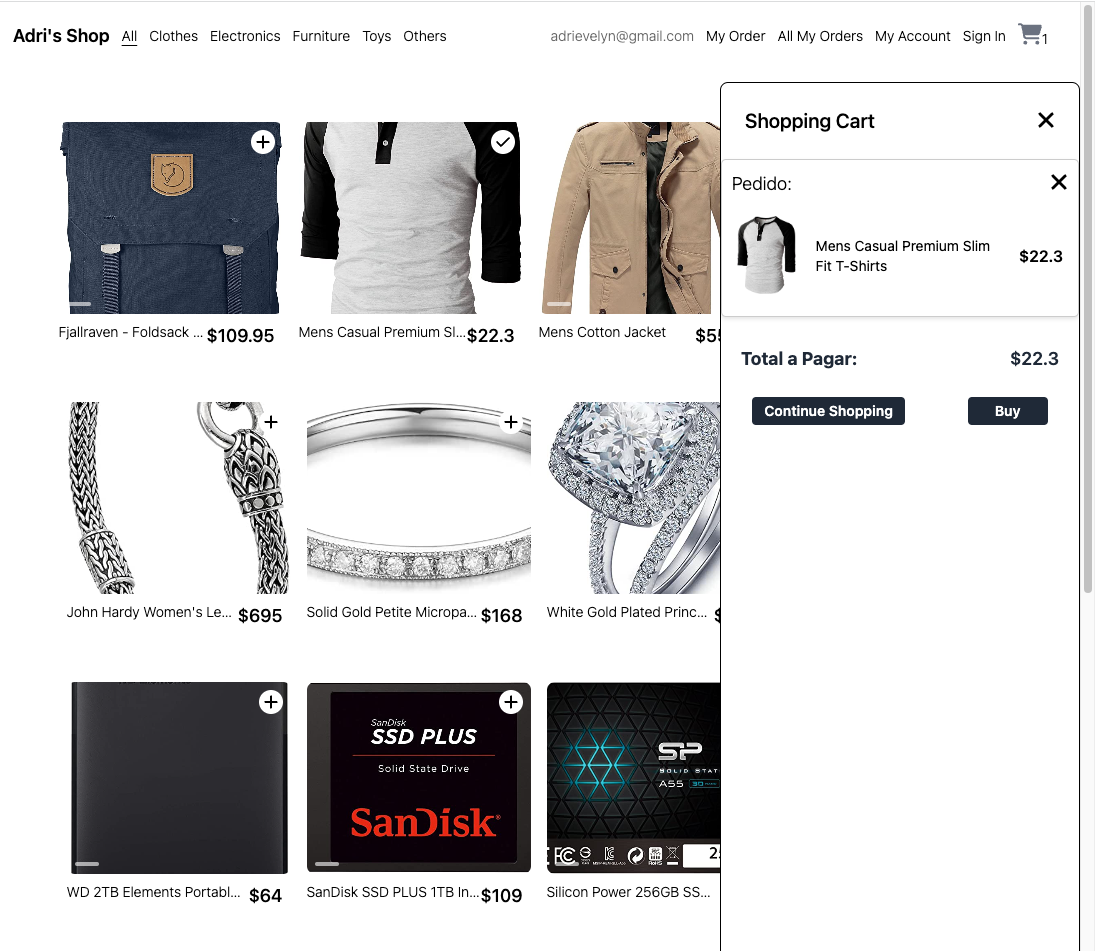 Adri's Shop All Clothes Electronics Furniture Toys Others adrievelyn@gmail.com My Order All My Orders My Account Sign In 1
Shopping Cart
Pedido:
Mens Casual Premium Slim
Fit T-Shirts
$22.3
Total a Pagar: $22.3
Continue Shopping Buy
Fjallraven - Foldsack ... $109.95
Mens Casual Premium Sl... $22.3
Mens Cotton Jacket $55
John Hardy Women's Le... $695
Solid Gold Petite Micropa... $168
White Gold Plated Princ... $
SanDisk
SSD PLUS
Solid State Drive
SanDisk
SP
SOLID STAT
A55
WD 2TB Elements Portabl... $64
SanDisk SSD PLUS 1TB In... $109
Silicon Power 256GB SS...